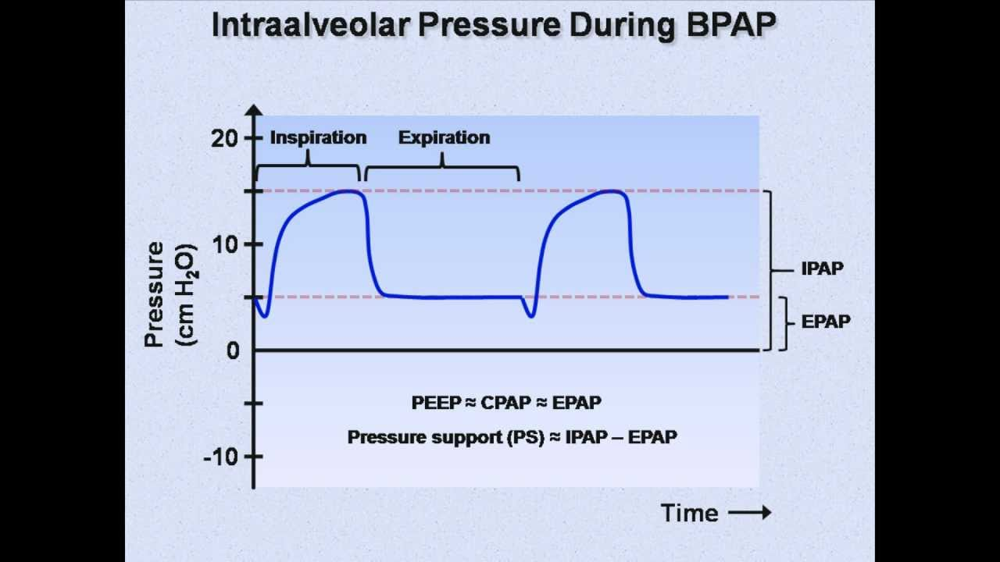 Intraalveolar Pressure During BPAP
20
Inspiration
Expiration
10
Pressure
(cm H₂O)
IPAP
EPAP
0
PEEP ≈ CPAP ≈ EPAP
Pressure support (PS) ≈ IPAP – EPAP
-10
Time